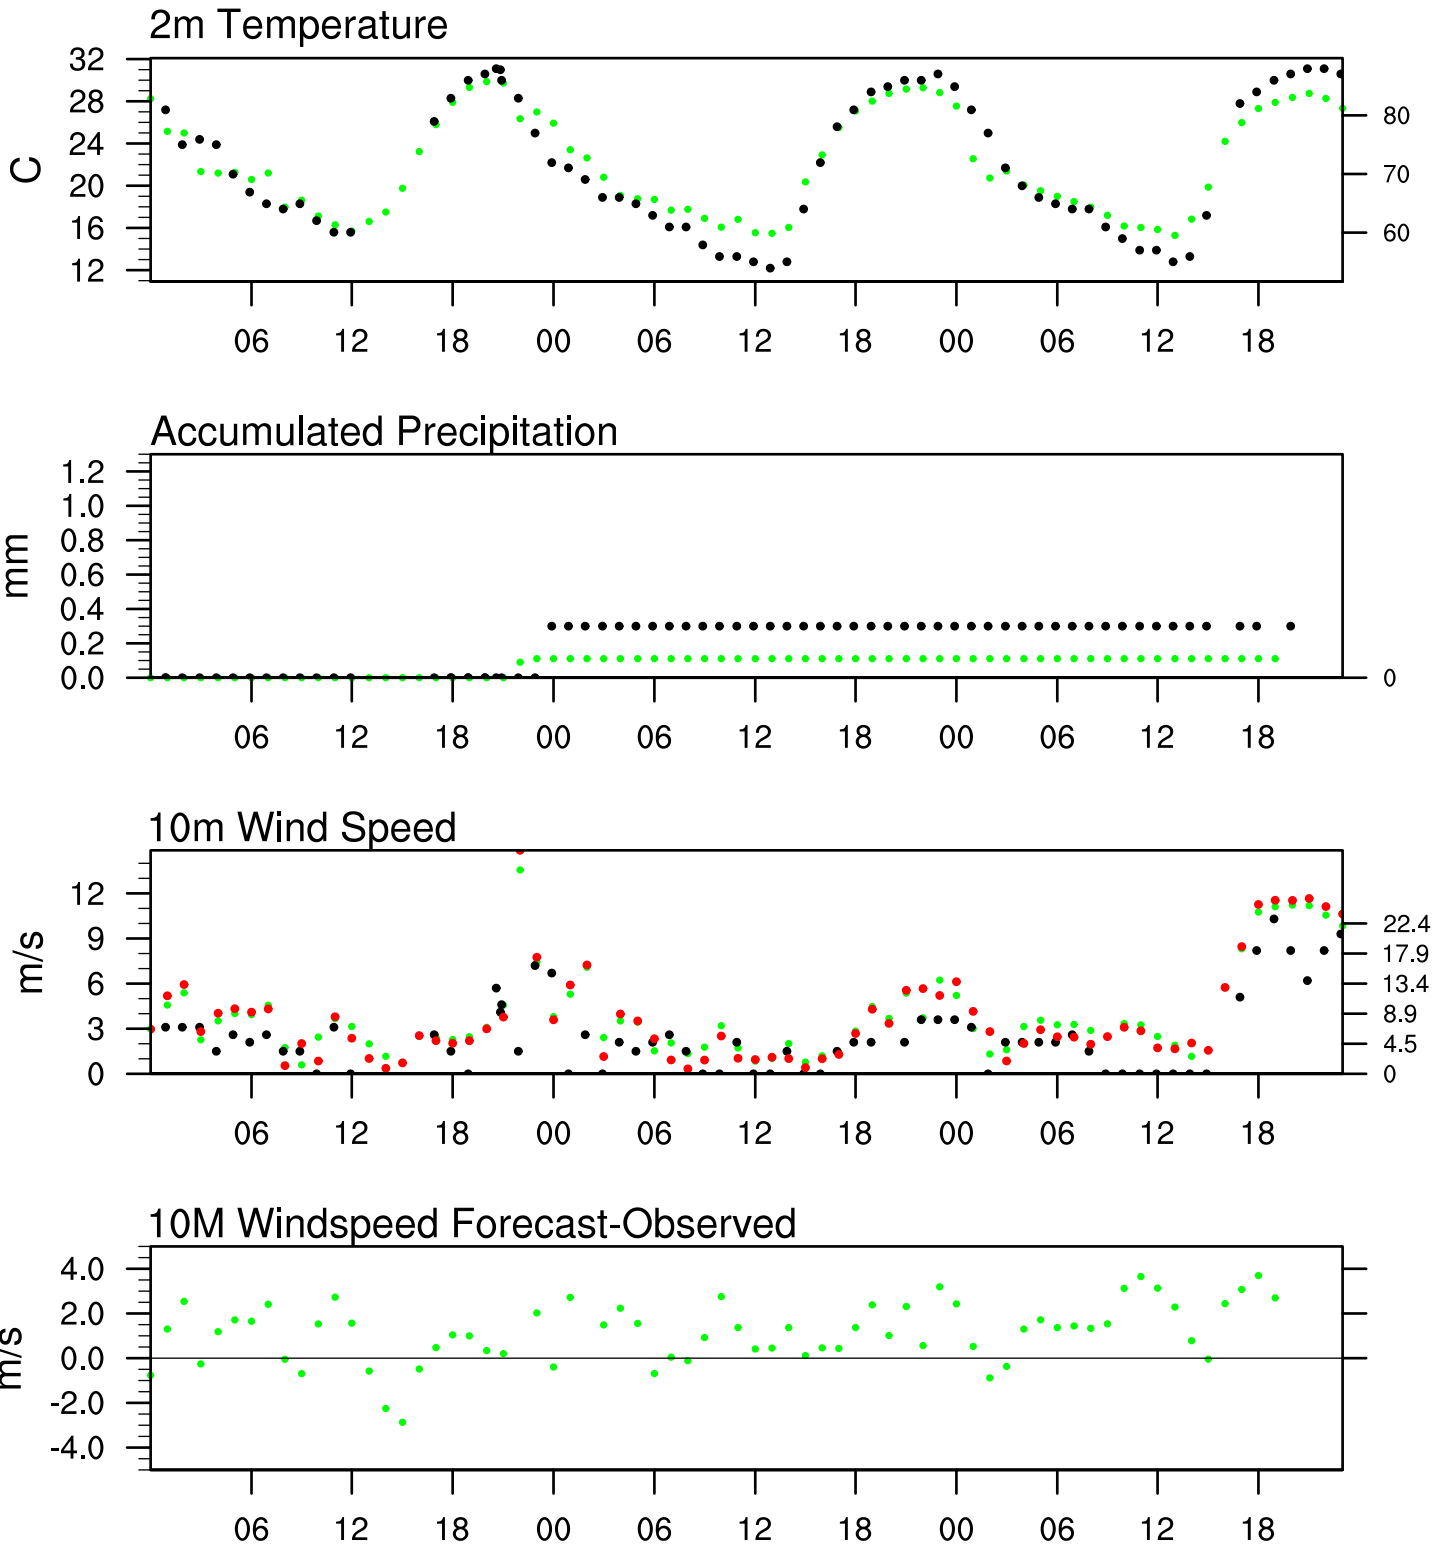 2m Temperature
32
28
24
20
16
12
C
80
70
60
06 12 18 00 06 12 18 00 06 12 18
Accumulated Precipitation
1.2
1.0
0.8
0.6
0.4
0.2
0.0
mm
0
06 12 18 00 06 12 18 00 06 12 18
10m Wind Speed
12
9
6
3
0
m/s
22.4
17.9
13.4
8.9
4.5
0
06 12 18 00 06 12 18 00 06 12 18
10M Windspeed Forecast-Observed
4.0
2.0
0.0
-2.0
-4.0
m/s
06 12 18 00 06 12 18 00 06 12 18